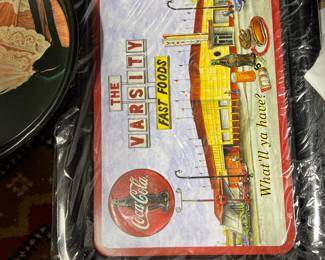 THE
VARSITY
FAST FOODS
What'll ya have?
Coca-Cola